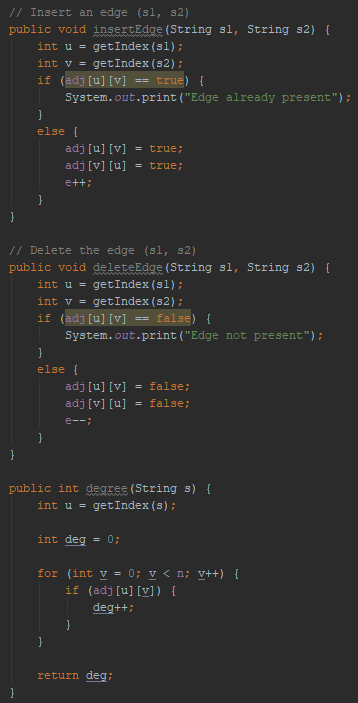 // Insert an edge (s1, s2)
public void insertEdge(String s1, String s2) {
    int u = getIndex(s1);
    int v = getIndex(s2);
    if (adj[u][v] == true) {
        System.out.print("Edge already present");
    }
    else {
        adj[u][v] = true;
        adj[v][u] = true;
        e++;
    }
}

// Delete the edge (s1, s2)
public void deleteEdge(String s1, String s2) {
    int u = getIndex(s1);
    int v = getIndex(s2);
    if (adj[u][v] == false) {
        System.out.print("Edge not present");
    }
    else {
        adj[u][v] = false;
        adj[v][u] = false;
        e--;
    }
}

public int degree(String s) {
    int u = getIndex(s);

    int deg = 0;

    for (int v = 0; v < n; v++) {
        if (adj[u][v]) {
            deg++;
        }
    }

    return deg;
}